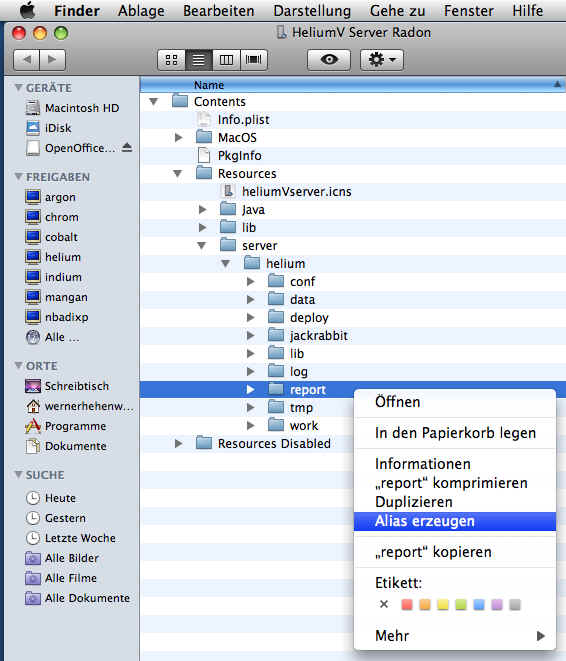 Finder Ablage Bearbeiten Darstellung Gehe zu Fenster Hilfe
HeliumV Server Radon
Name
GERÄTE
Macintosh HD
iDisk
OpenOffice...
FREIGABEN
argon
chrom
cobalt
helium
indium
mangan
nbadixp
Alle ...
ORTE
Schreibtisch
wernerhehenw...
Programme
Dokumente
SUCHE
Heute
Gestern
Letzte Woche
Alle Bilder
Alle Filme
Alle Dokumente
Contents
Info.plist
MacOS
PkgInfo
Resources
heliumVserver.icns
Java
lib
server
helium
conf
data
deploy
jackrabbit
lib
log
report
tmp
work
Resources Disabled
Öffnen
In den Papierkorb legen
Informationen
„report“ komprimieren
Duplizieren
Alias erzeugen
„report“ kopieren
Etikett:
Mehr